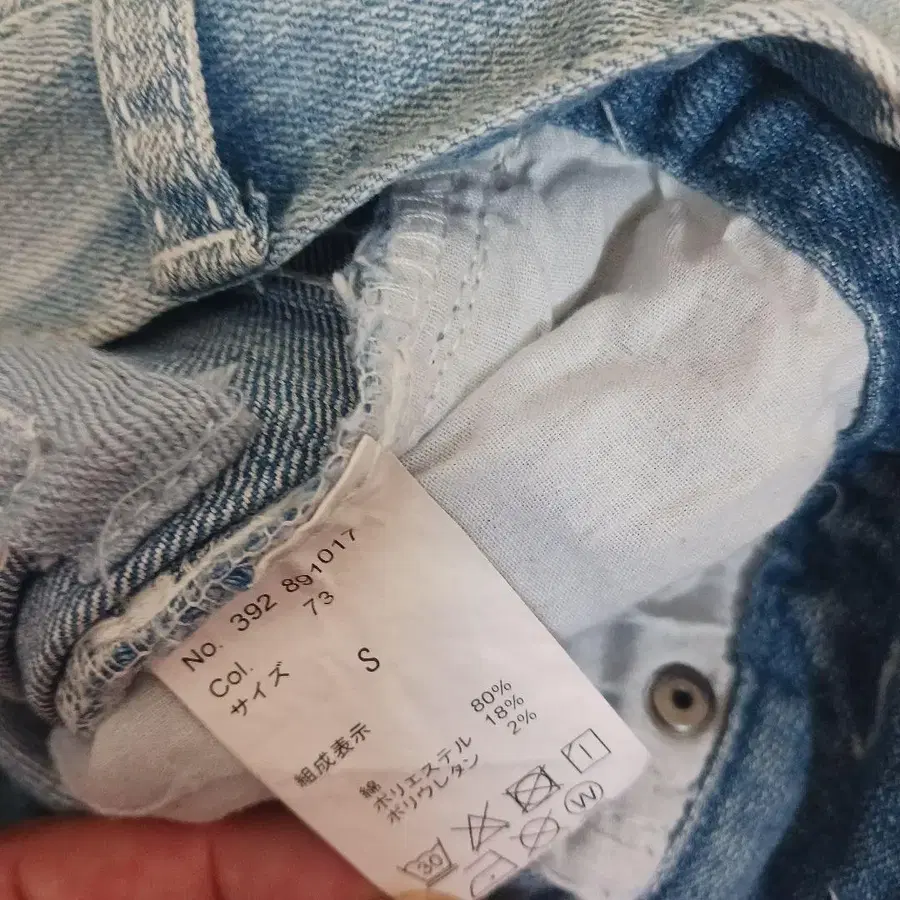 No. 392 891017
Col. 73
サイズ S
組成表示
綿 80%
ポリエステル 18%
ポリウレタン 2%
30
W